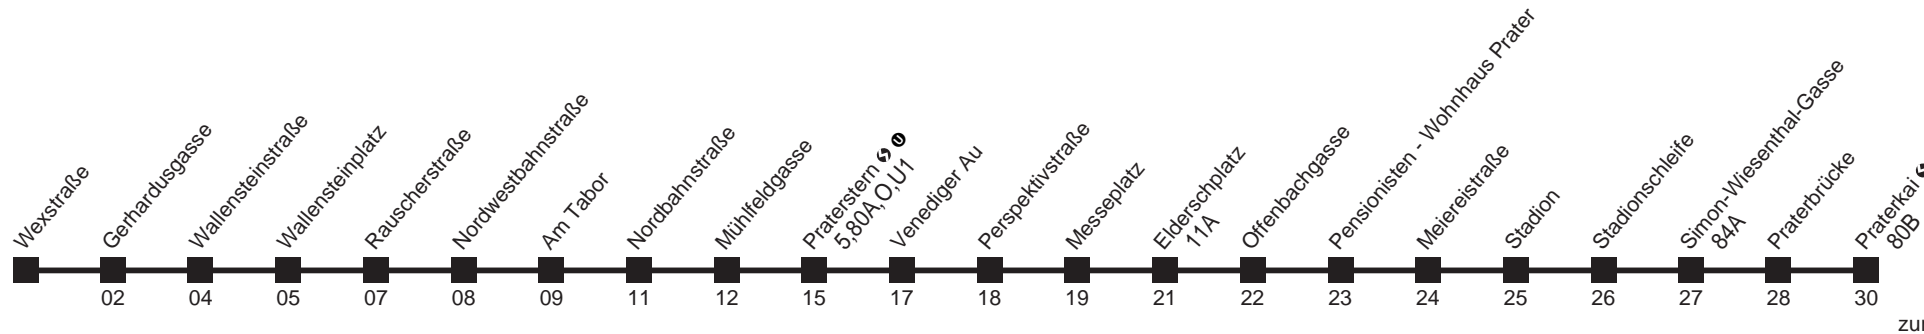 Wexstraße
Gerhardusgasse
Wallensteinstraße
Wallensteinplatz
Rauscherstraße
Nordwestbahnstraße
Am Tabor
Nordbahnstraße
Mühlfeldgasse
Praterstern S U
5,80A,O,U1
Venediger Au
Perspektivstraße
Messeplatz
Elderschplatz
11A
Offenbachgasse
Pensionisten - Wohnhaus Prater
Meiereistraße
Stadion
Stadionschleife
Simon-Wiesenthal-Gasse
84A
Praterbrücke
Praterkai S
80B
02 04 05 07 08 09 11 12 15 17 18 19 21 22 23 24 25 26 27 28 30